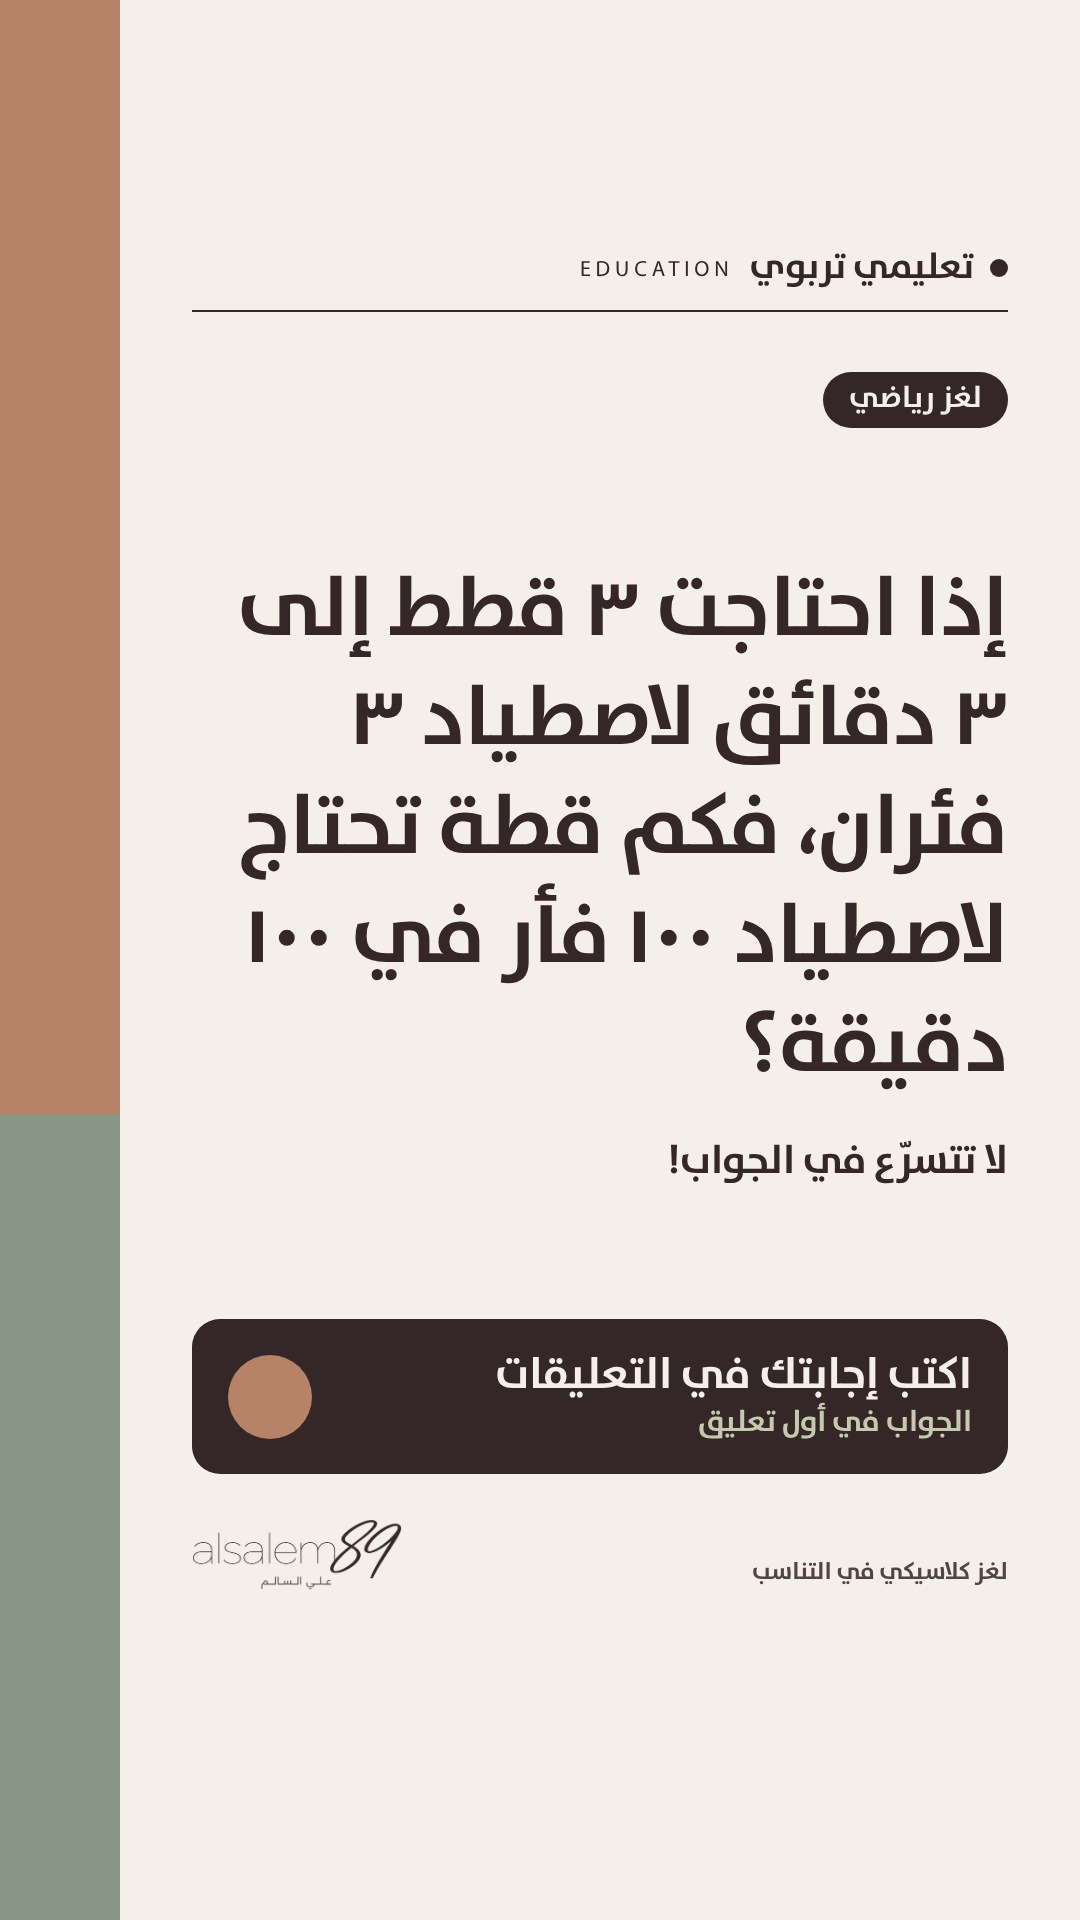 تعليمي تربوي EDUCATION
لغز رياضي
إذا احتاجت ٣ قطط إلى
٣ دقائق لاصطياد ٣
فئران، فكم قطة تحتاج
لاصطياد ١٠٠ فأر في ١٠٠
دقيقة؟
لا تتسرّع في الجواب!
اكتب إجابتك في التعليقات
الجواب في أول تعليق
لغز كلاسيكي في التناسب
alsalem89
علي السالم